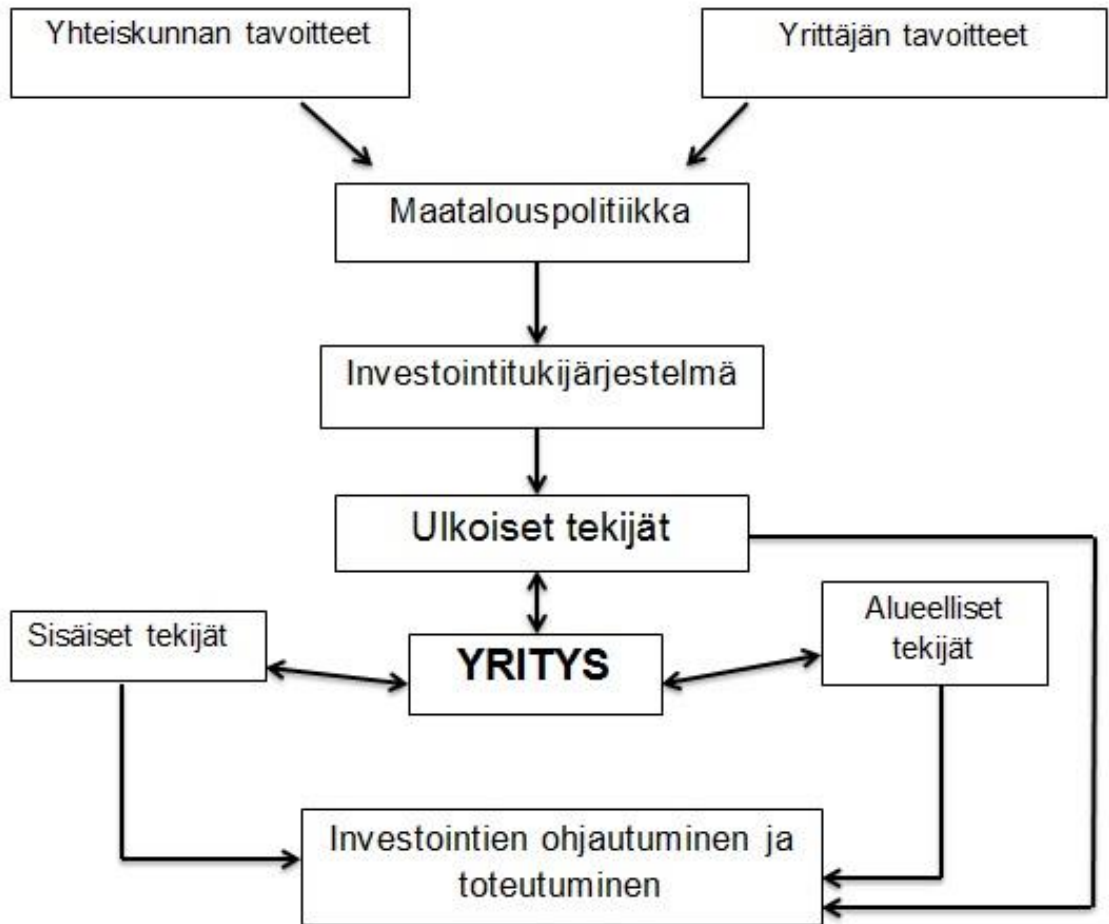 Yhteiskunnan tavoitteet
Yrittäjän tavoitteet
Maatalouspolitiikka
Investointitukijärjestelmä
Ulkoiset tekijät
Sisäiset tekijät
YRITYS
Alueelliset
tekijät
Investointien ohjautuminen ja
toteutuminen